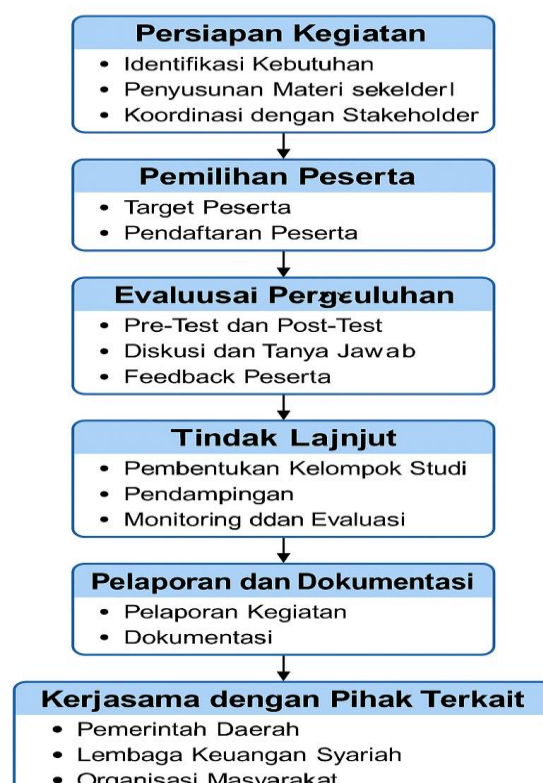 Persiapan Kegiatan
• Identifikasi Kebutuhan
• Penyusunan Materi sekelderl
• Koordinasi dengan Stakeholder
Pemilihan Peserta
• Target Peserta
• Pendaftaran Peserta
Evaluusai
• Pre-Test dan Post-Test
• Diskusi dan Tanya Jawab
• Feedback Peserta
Tindak Lajnjut
• Pembentukan Kelompok Studi
• Pendampingan
• Monitoring ddan Evaluasi
Pelaporan dan Dokumentasi
• Pelaporan Kegiatan
• Dokumentasi
Kerjasama dengan Pihak Terkait
• Pemerintah Daerah
• Lembaga Keuangan Syariah
• Organisasi Masyarakat